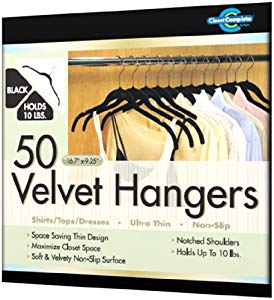 Closet Complete
BLACK
HOLDS
10 LBS.
50
16.7" x 9.25"
Velvet Hangers
Shirts/Tops/Dresses • Ultra Thin • Non-Slip
• Space Saving Thin Design
• Maximize Closet Space
• Soft & Velvety Non-Slip Surface
• Notched Shoulders
• Holds Up To 10 lbs.